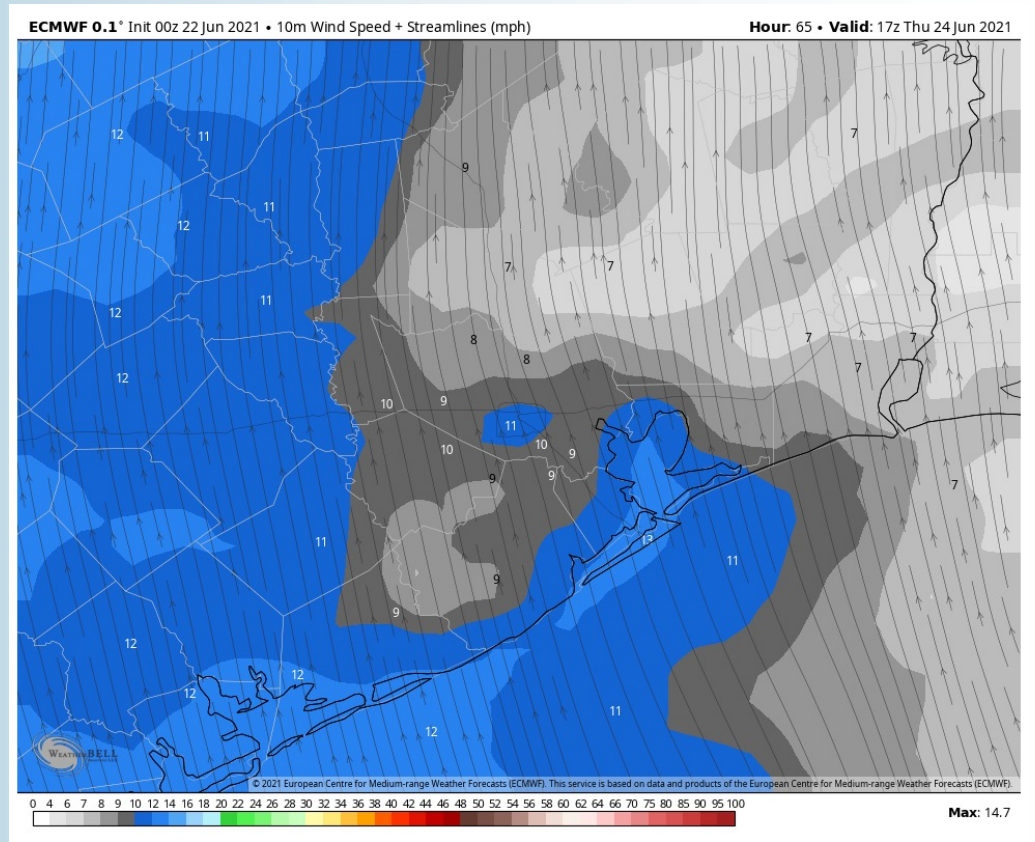 ECMWF 0.1° Init 00z 22 Jun 2021 • 10m Wind Speed + Streamlines (mph) Hour: 65 • Valid: 17z Thu 24 Jun 2021
12 11 7
9
11
12
7 7
11
12
8 7 7
8 7
12
10 9
11
10 10 9
9 9 7
11 13 11
9
9
12
12
12
11
12
WEATHERBELL
© 2021 European Centre for Medium-range Weather Forecasts (ECMWF). This service is based on data and products of the European Centre for Medium-range Weather Forecasts (ECMWF).
0 4 6 7 8 9 10 12 14 16 18 20 22 24 26 28 30 32 34 36 38 40 42 44 46 48 50 52 54 56 58 60 62 64 66 70 75 80 85 90 95 100
Max: 14.7